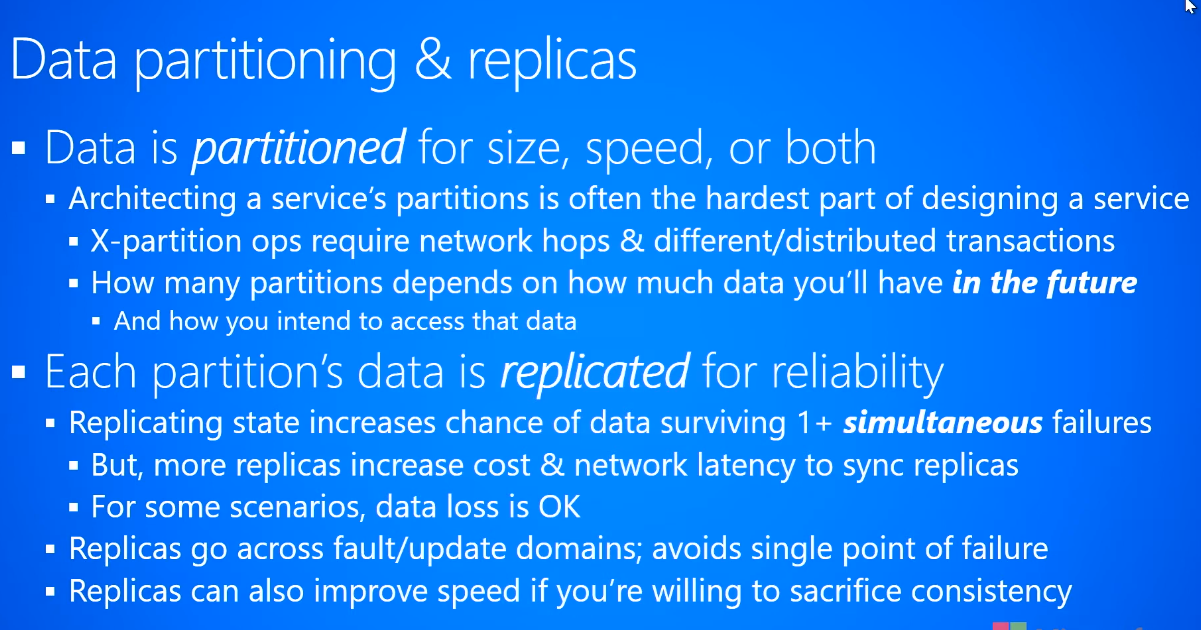 Data partitioning & replicas
▪ Data is partitioned for size, speed, or both
▪ Architecting a service‘s partitions is often the hardest part of designing a service
▪ X-partition ops require network hops & different/distributed transactions
▪ How many partitions depends on how much data you’ll have in the future
▪ And how you intend to access that data
▪ Each partition’s data is replicated for reliability
▪ Replicating state increases chance of data surviving 1+ simultaneous failures
▪ But, more replicas increase cost & network latency to sync replicas
▪ For some scenarios, data loss is OK
▪ Replicas go across fault/update domains; avoids single point of failure
▪ Replicas can also improve speed if you’re willing to sacrifice consistency